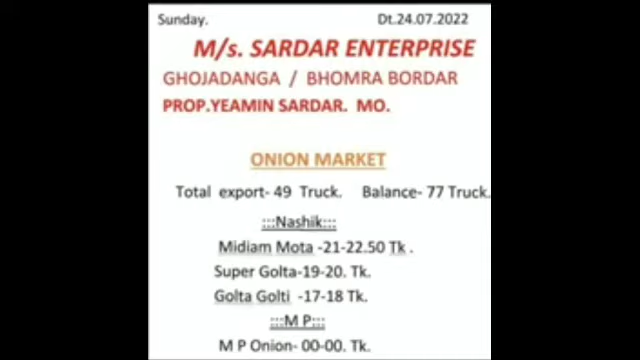 Sunday. Dt.24.07.2022
M/s. SARDAR ENTERPRISE
GHOJADANGA / BHOMRA BORDAR
PROP.YEAMIN SARDAR. MO.
ONION MARKET
Total export- 49 Truck. Balance- 77 Truck.
:::Nashik:::
Midiam Mota -21-22.50 Tk .
Super Golta-19-20. Tk.
Golta Golti -17-18 Tk.
:::M P:::
M P Onion- 00-00. Tk.